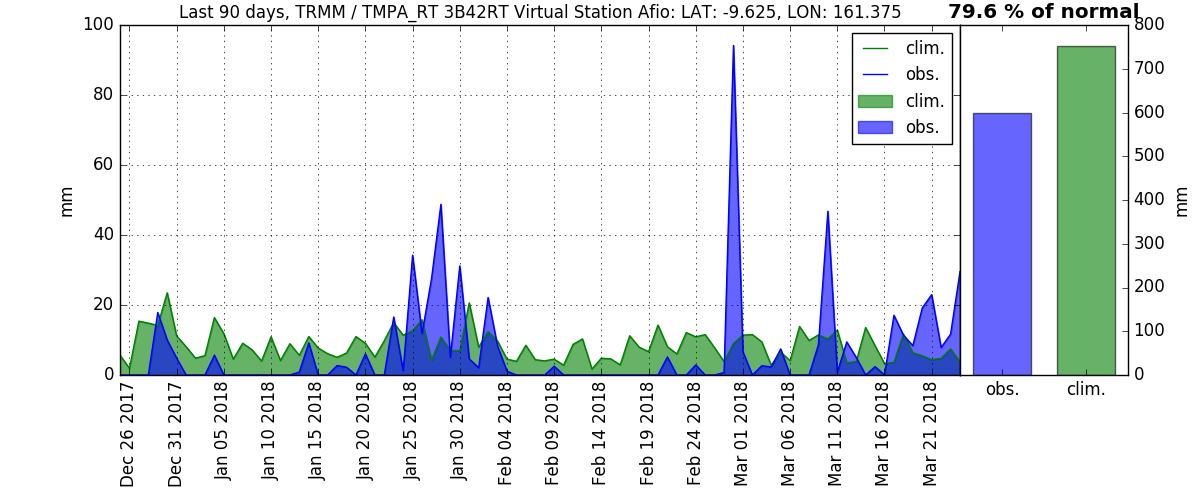 Last 90 days, TRMM / TMPA_RT 3B42RT Virtual Station Afio: LAT: -9.625, LON: 161.375
79.6 % of normal
100
80
60
40
20
0
mm
clim.
obs.
clim.
obs.
800
700
600
500
400
300
200
100
0
mm
obs.
clim.
Dec 26 2017
Dec 31 2017
Jan 05 2018
Jan 10 2018
Jan 15 2018
Jan 20 2018
Jan 25 2018
Jan 30 2018
Feb 04 2018
Feb 09 2018
Feb 14 2018
Feb 19 2018
Feb 24 2018
Mar 01 2018
Mar 06 2018
Mar 11 2018
Mar 16 2018
Mar 21 2018